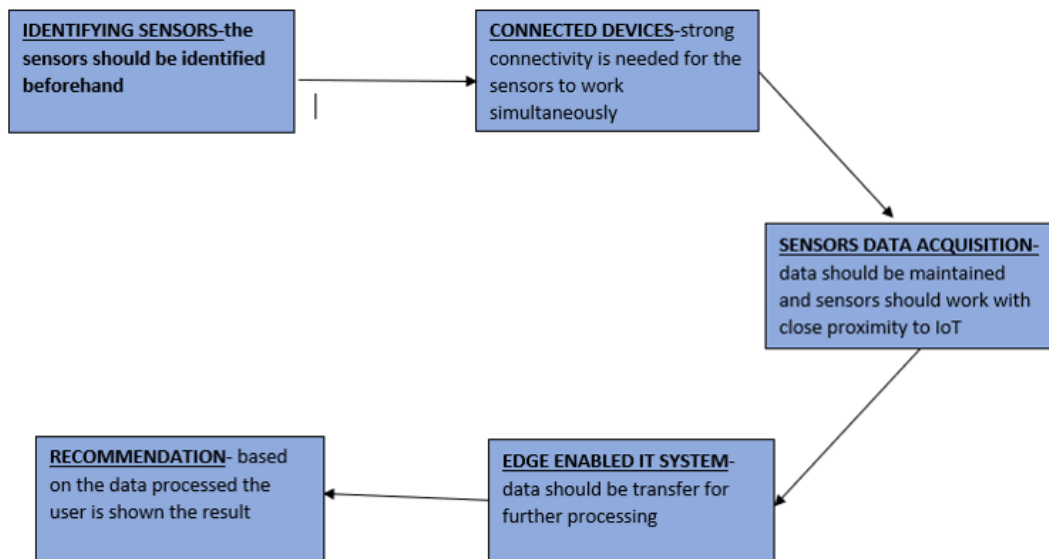 IDENTIFYING SENSORS-the
sensors should be identified
beforehand
CONNECTED DEVICES-strong
connectivity is needed for the
sensors to work
simultaneously
SENSORS DATA ACQUISITION-
data should be maintained
and sensors should work with
close proximity to IoT
EDGE ENABLED IT SYSTEM-
data should be transfer for
further processing
RECOMMENDATION- based
on the data processed the
user is shown the result